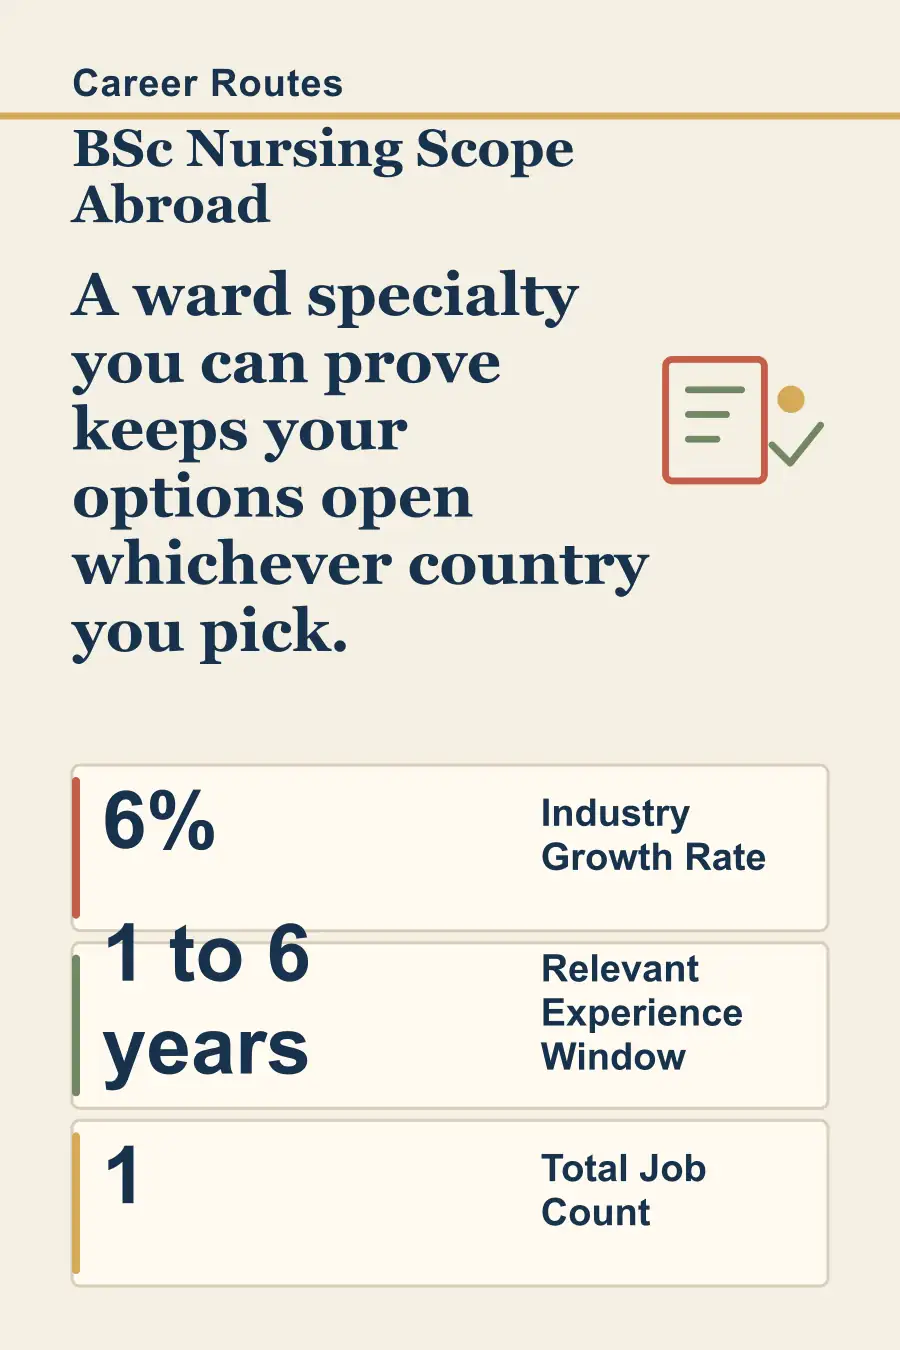 Career Routes
BSc Nursing Scope
Abroad
A ward specialty
you can prove
keeps your
options open
whichever country
you pick.
6%
Industry
Growth Rate
1 to 6
years
Relevant
Experience
Window
1
Total Job
Count